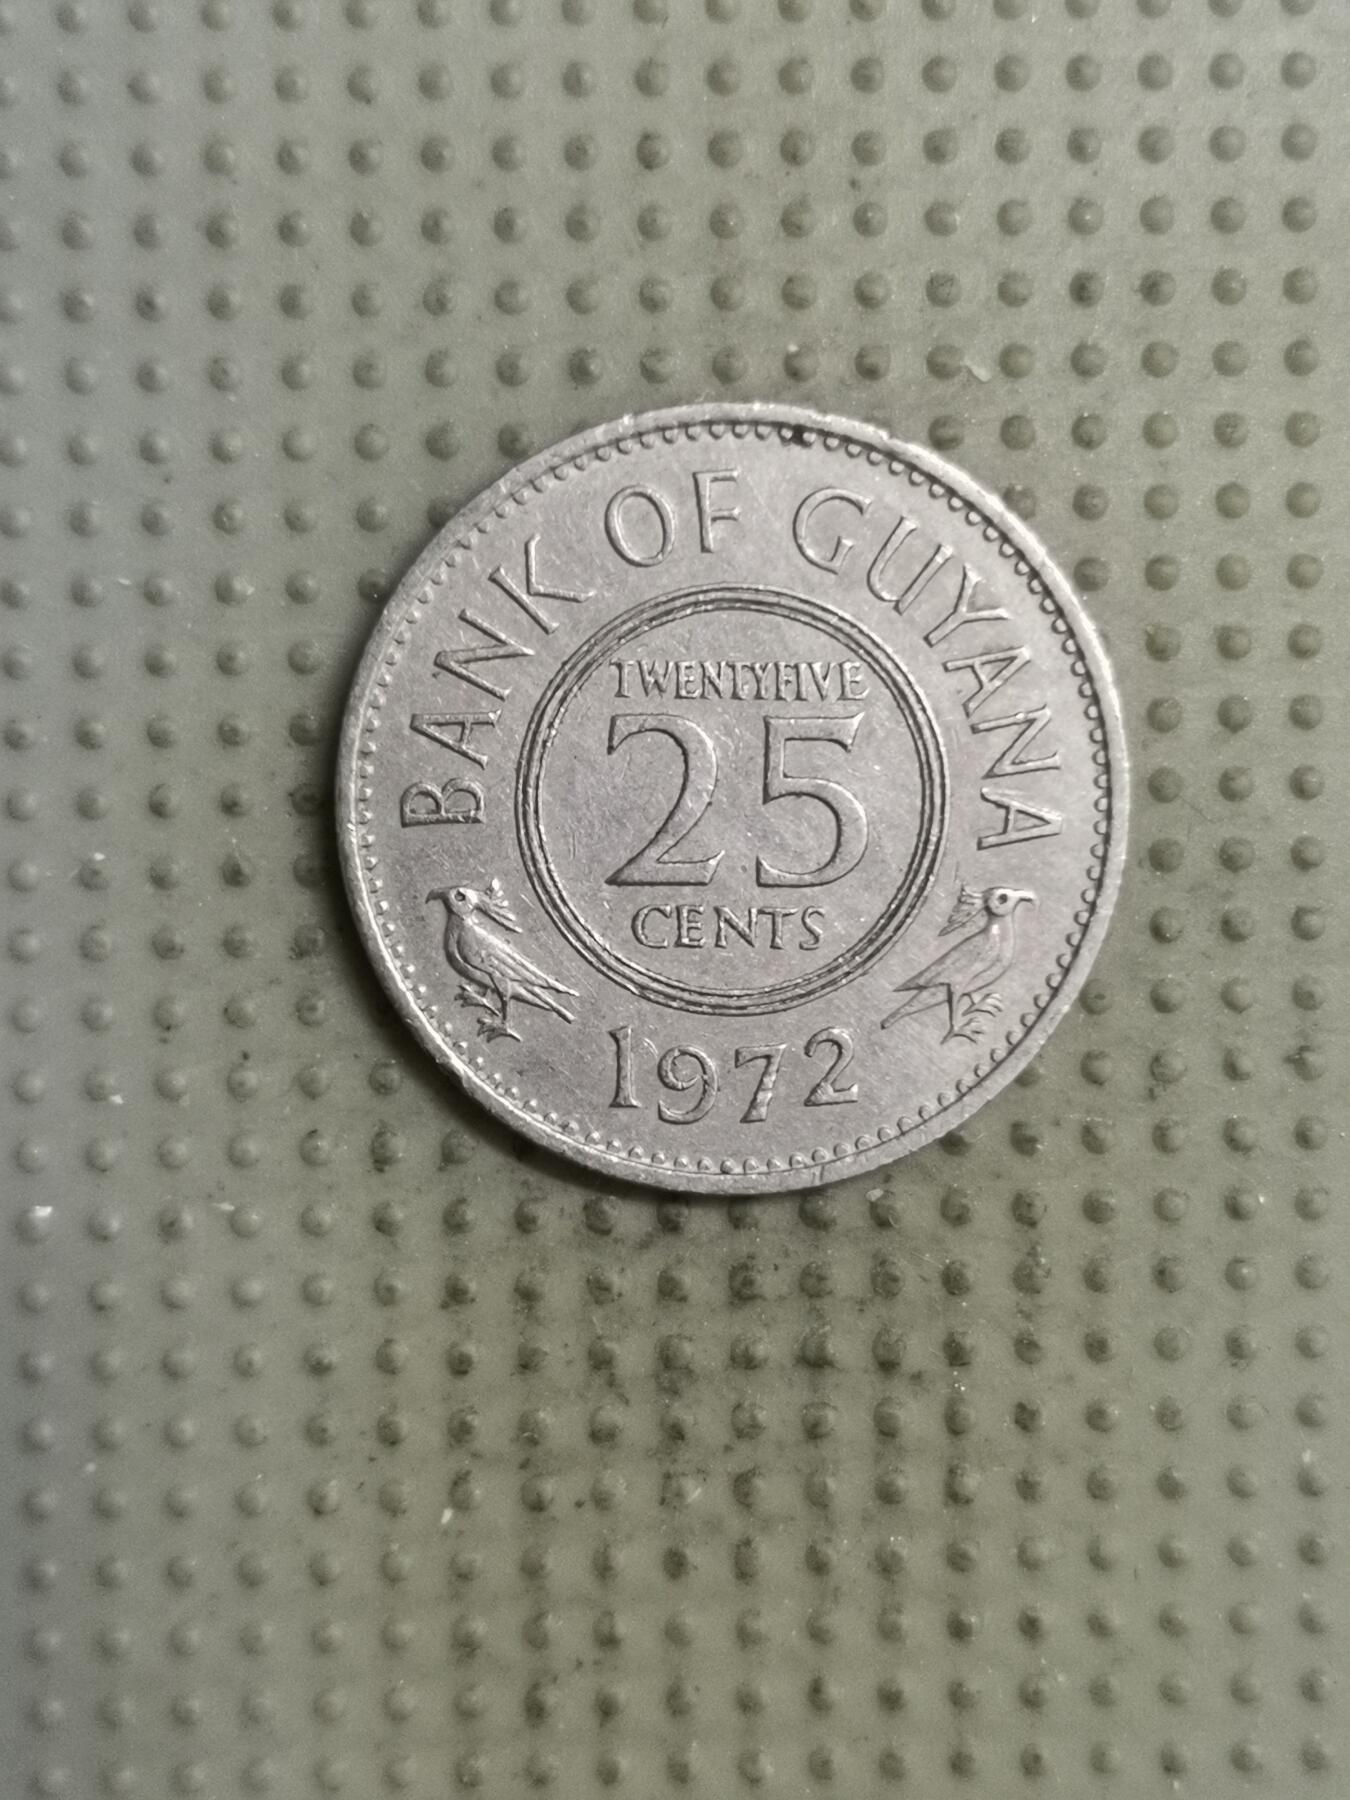 BANK OF GUYANA
TWENTYFIVE
25
CENTS
1972